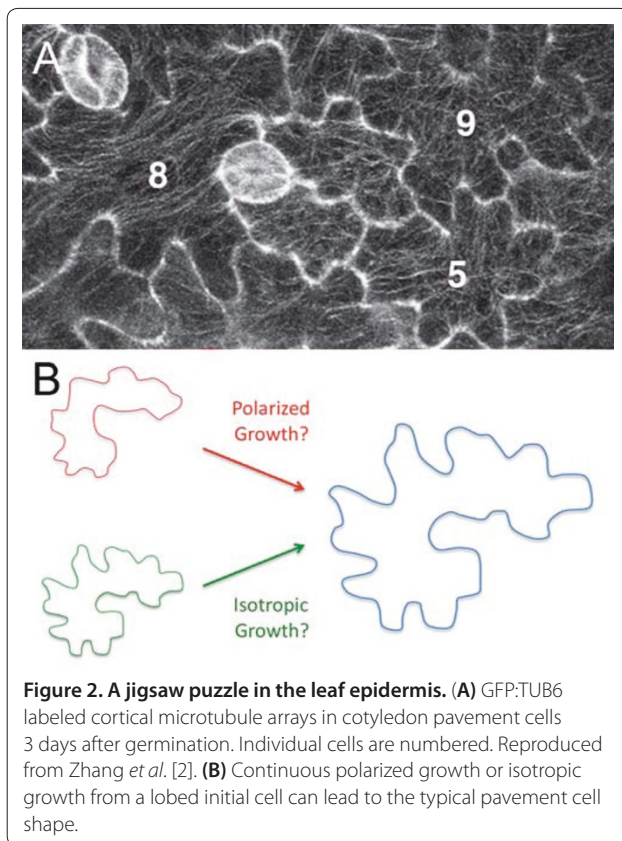 A
8
9
5
B
Polarized
Growth?
Isotropic
Growth?
Figure 2. A jigsaw puzzle in the leaf epidermis. (A) GFP:TUB6
labeled cortical microtubule arrays in cotyledon pavement cells
3 days after germination. Individual cells are numbered. Reproduced
from Zhang et al. [2]. (B) Continuous polarized growth or isotropic
growth from a lobed initial cell can lead to the typical pavement cell
shape.